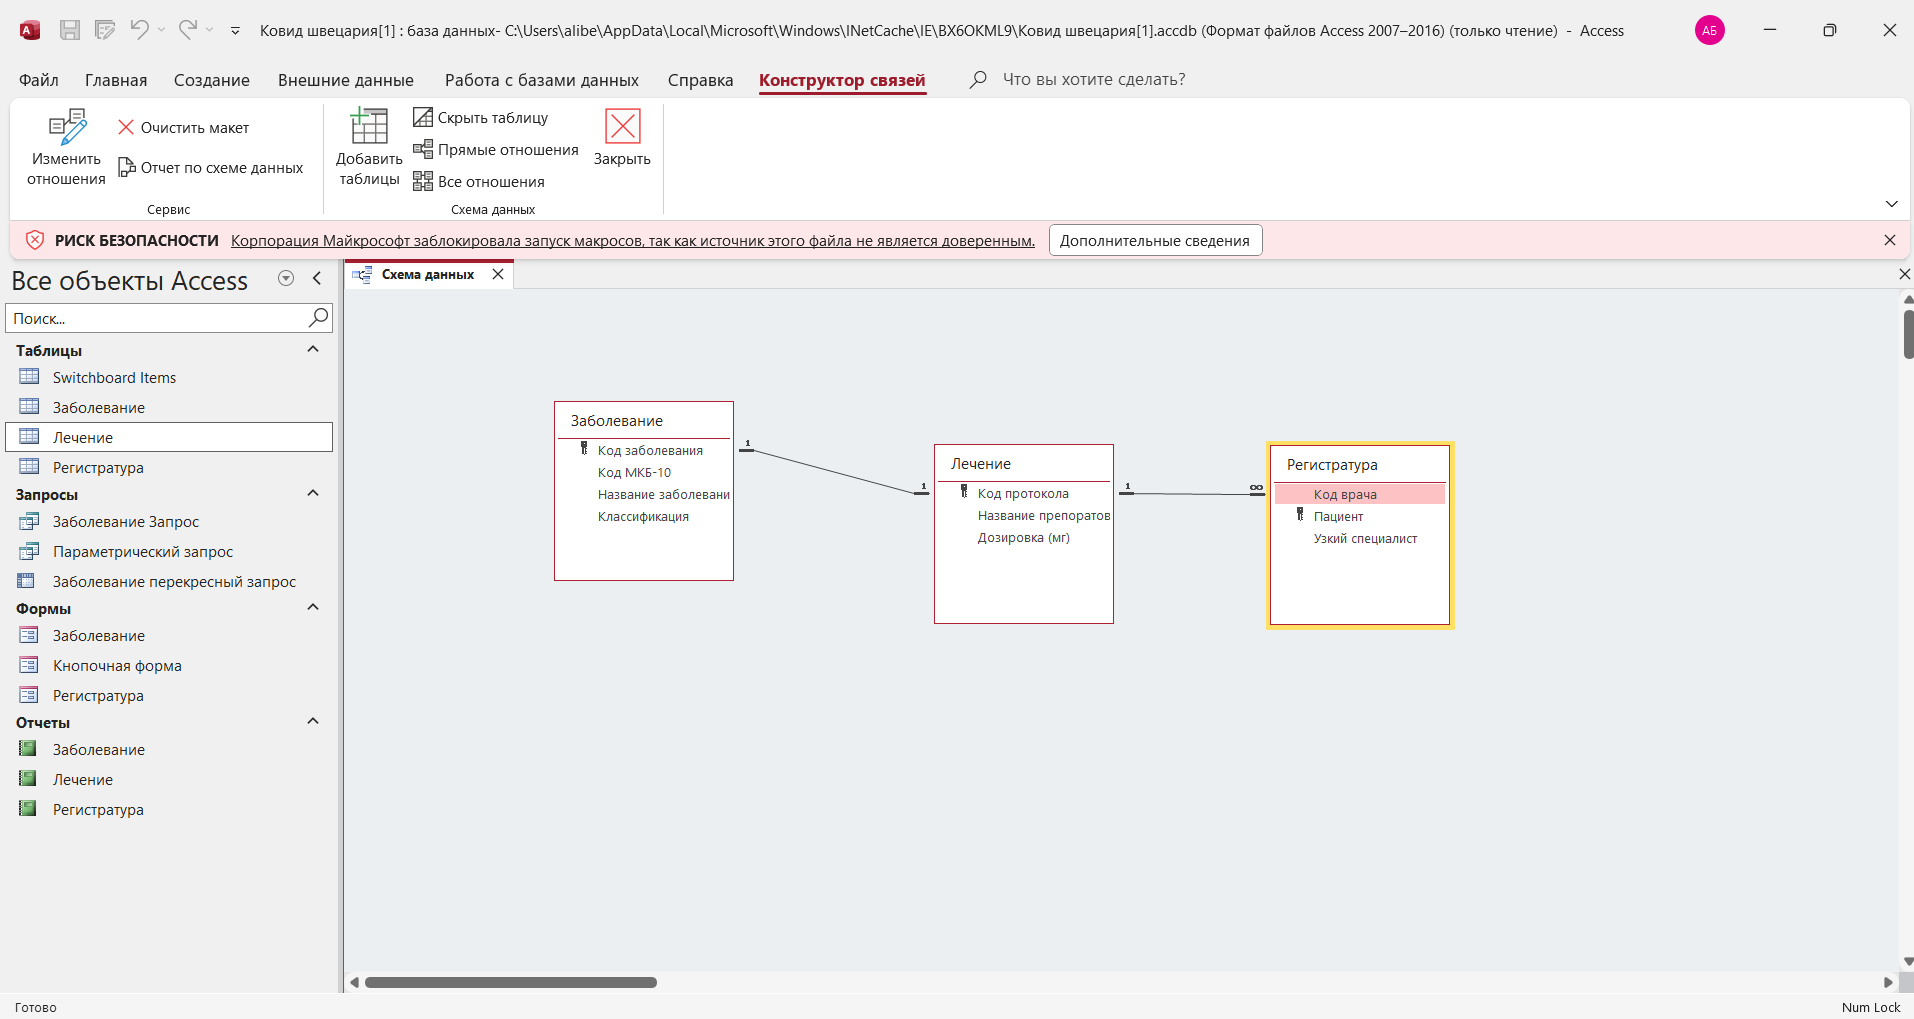 Ковид швецария[1] : база данных- C:\Users\alibe\AppData\Local\Microsoft\Windows\INetCache\IE\BX6OKML9\Ковид швецария[1].accdb (Формат файлов Access 2007–2016) (только чтение) - Access
АБ
Файл Главная Создание Внешние данные Работа с базами данных Справка Конструктор связей Что вы хотите сделать?
Изменить отношения
Очистить макет
Отчет по схеме данных
Сервис
Добавить таблицы
Скрыть таблицу
Прямые отношения
Все отношения
Закрыть
Схема данных
РИСК БЕЗОПАСНОСТИ Корпорация Майкрософт заблокировала запуск макросов, так как источник этого файла не является доверенным. Дополнительные сведения
Все объекты Access
Поиск...
Таблицы
Switchboard Items
Заболевание
Лечение
Регистратура
Запросы
Заболевание Запрос
Параметрический запрос
Заболевание перекресный запрос
Формы
Заболевание
Кнопочная форма
Регистратура
Отчеты
Заболевание
Лечение
Регистратура
Схема данных
Заболевание
Код заболевания
Код МКБ-10
Название заболевани
Классификация
1
1
Лечение
Код протокола
Название препоратов
Дозировка (мг)
1
∞
Регистратура
Код врача
Пациент
Узкий специалист
Готово
Num Lock